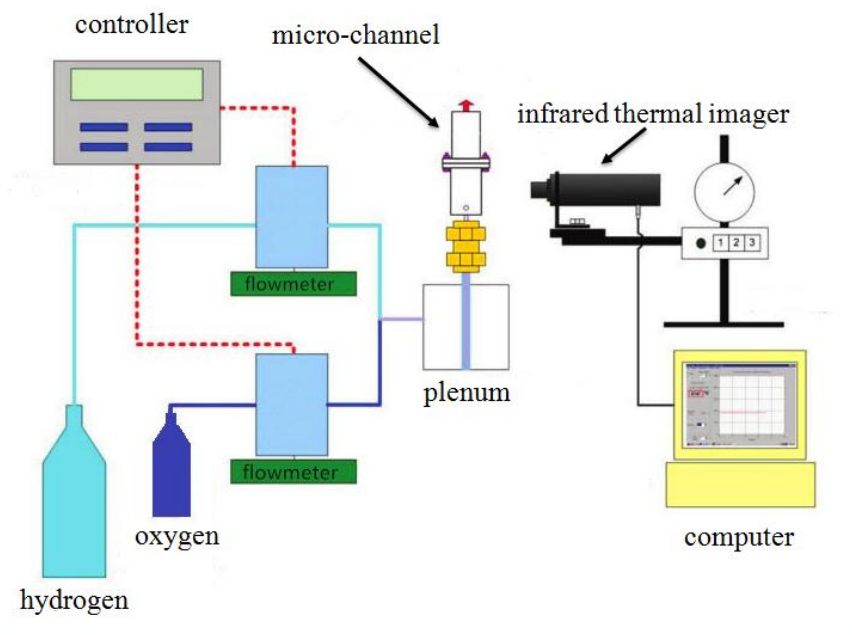 controller
micro-channel
infrared thermal imager
1 2 3
flowmeter
plenum
flowmeter
oxygen
computer
hydrogen